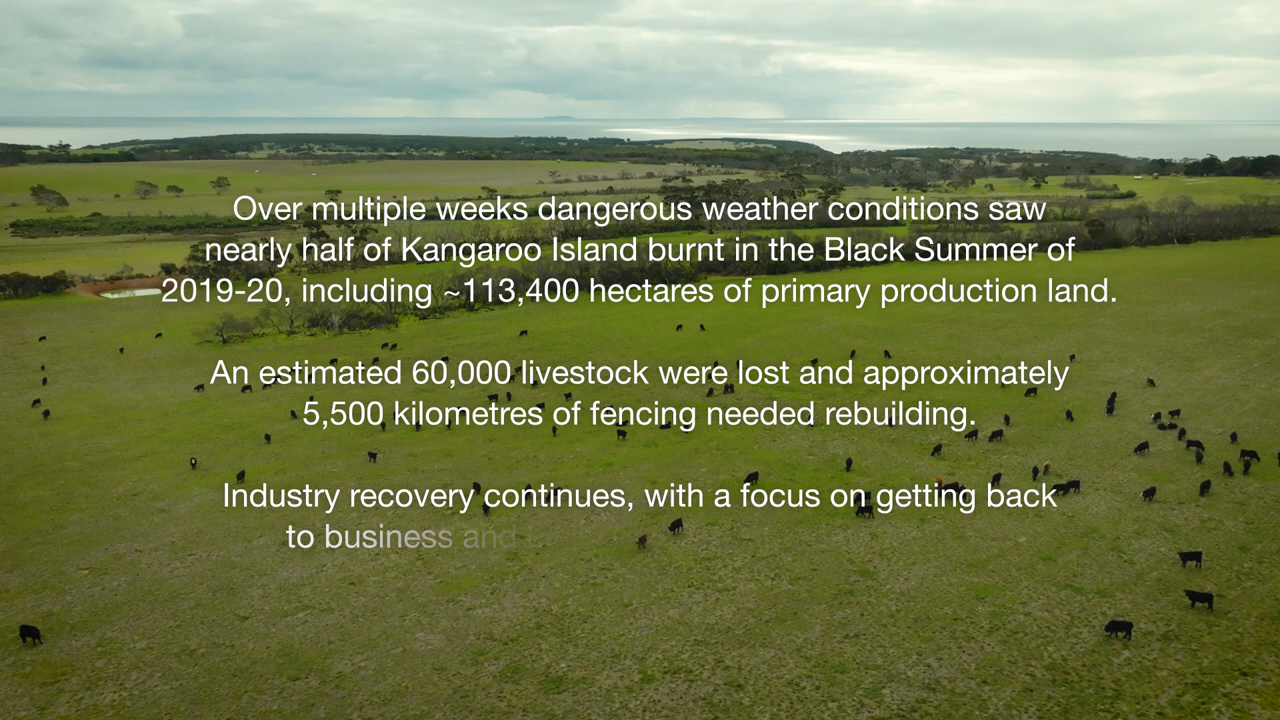 Over multiple weeks dangerous weather conditions saw
nearly half of Kangaroo Island burnt in the Black Summer of
2019-20, including ~113,400 hectares of primary production land.
An estimated 60,000 livestock were lost and approximately
5,500 kilometres of fencing needed rebuilding.
Industry recovery continues, with a focus on getting back
to business and